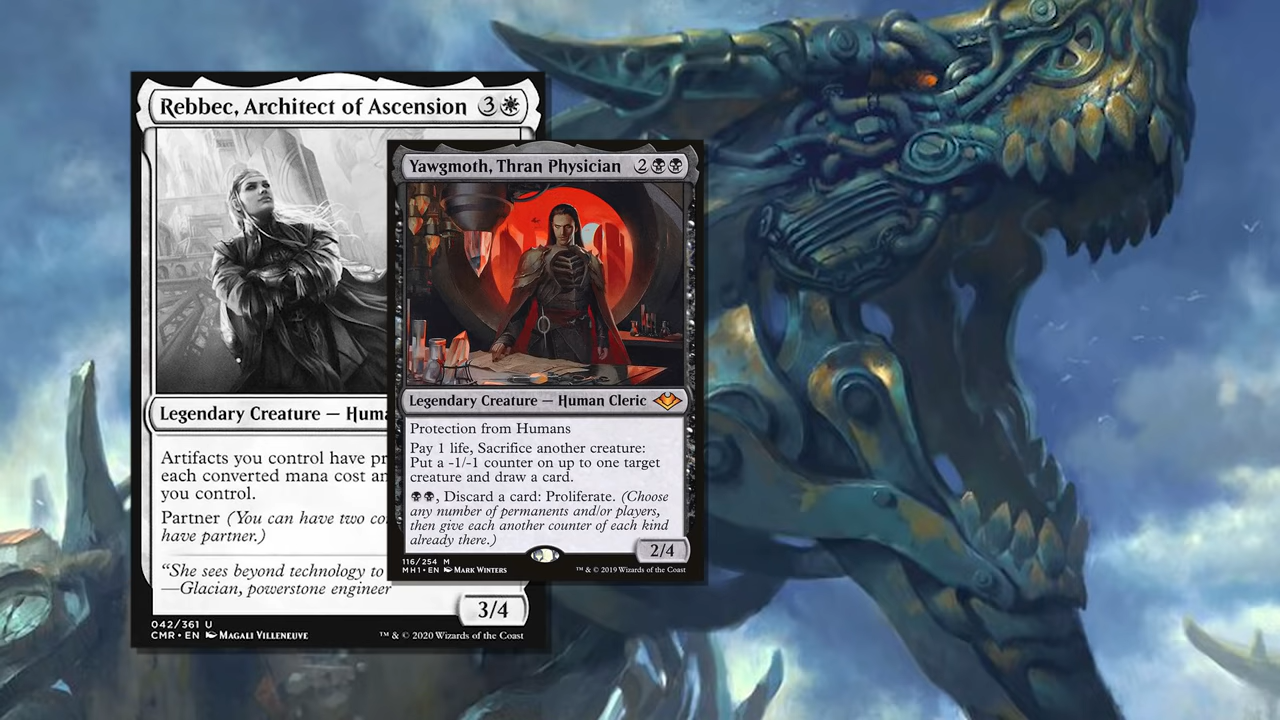 Rebbec, Architect of Ascension 3
Legendary Creature — Huma
Artifacts you control have pr
each converted mana cost a
you control.
Partner (You can have two co
have partner.)
“She sees beyond technology to
—Glacian, powerstone engineer
3/4
042/361 U
CMR • EN Magali Villeneuve ™ & © 2020 Wizards of the Coast
Yawgmoth, Thran Physician 2
Legendary Creature — Human Cleric
Protection from Humans
Pay 1 life, Sacrifice another creature:
Put a -1/-1 counter on up to one target
creature and draw a card.
, Discard a card: Proliferate. (Choose
any number of permanents and/or players,
then give each another counter of each kind
already there.)
2/4
116/254 M
MH1 • EN Mark Winters ™ & © 2019 Wizards of the Coast